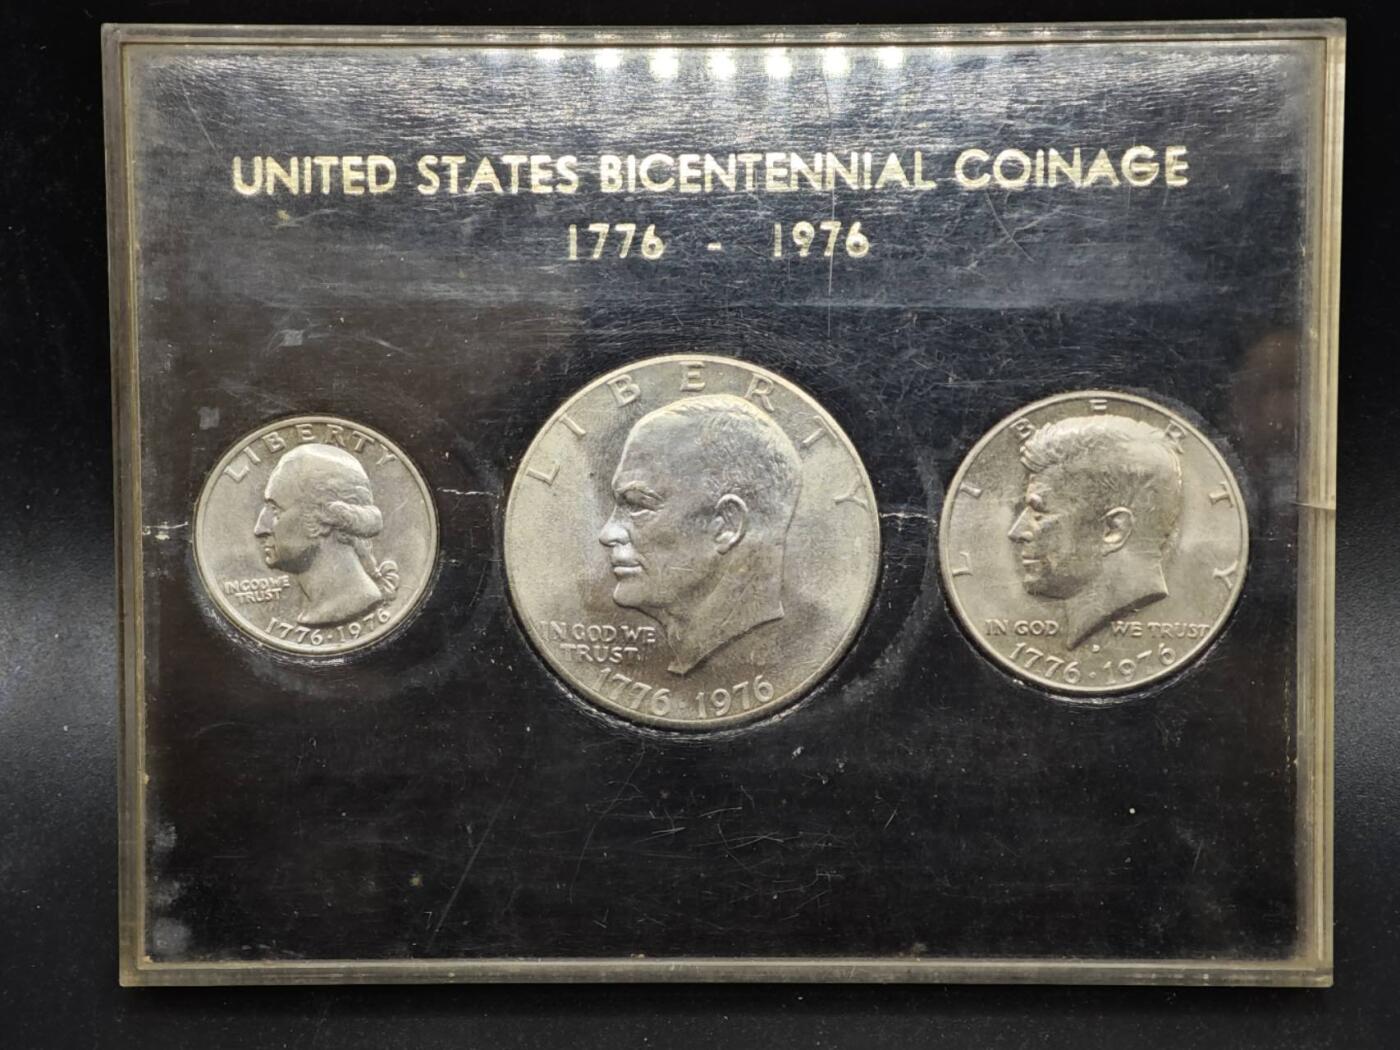 UNITED STATES BICENTENNIAL COINAGE
1776 - 1976
LIBERTY
IN GOD WE
TRUST
1776·1976
LIBERTY
IN GOD WE
TRUST
1776·1976
LIBERTY
IN GOD WE TRUST
D
1776·1976